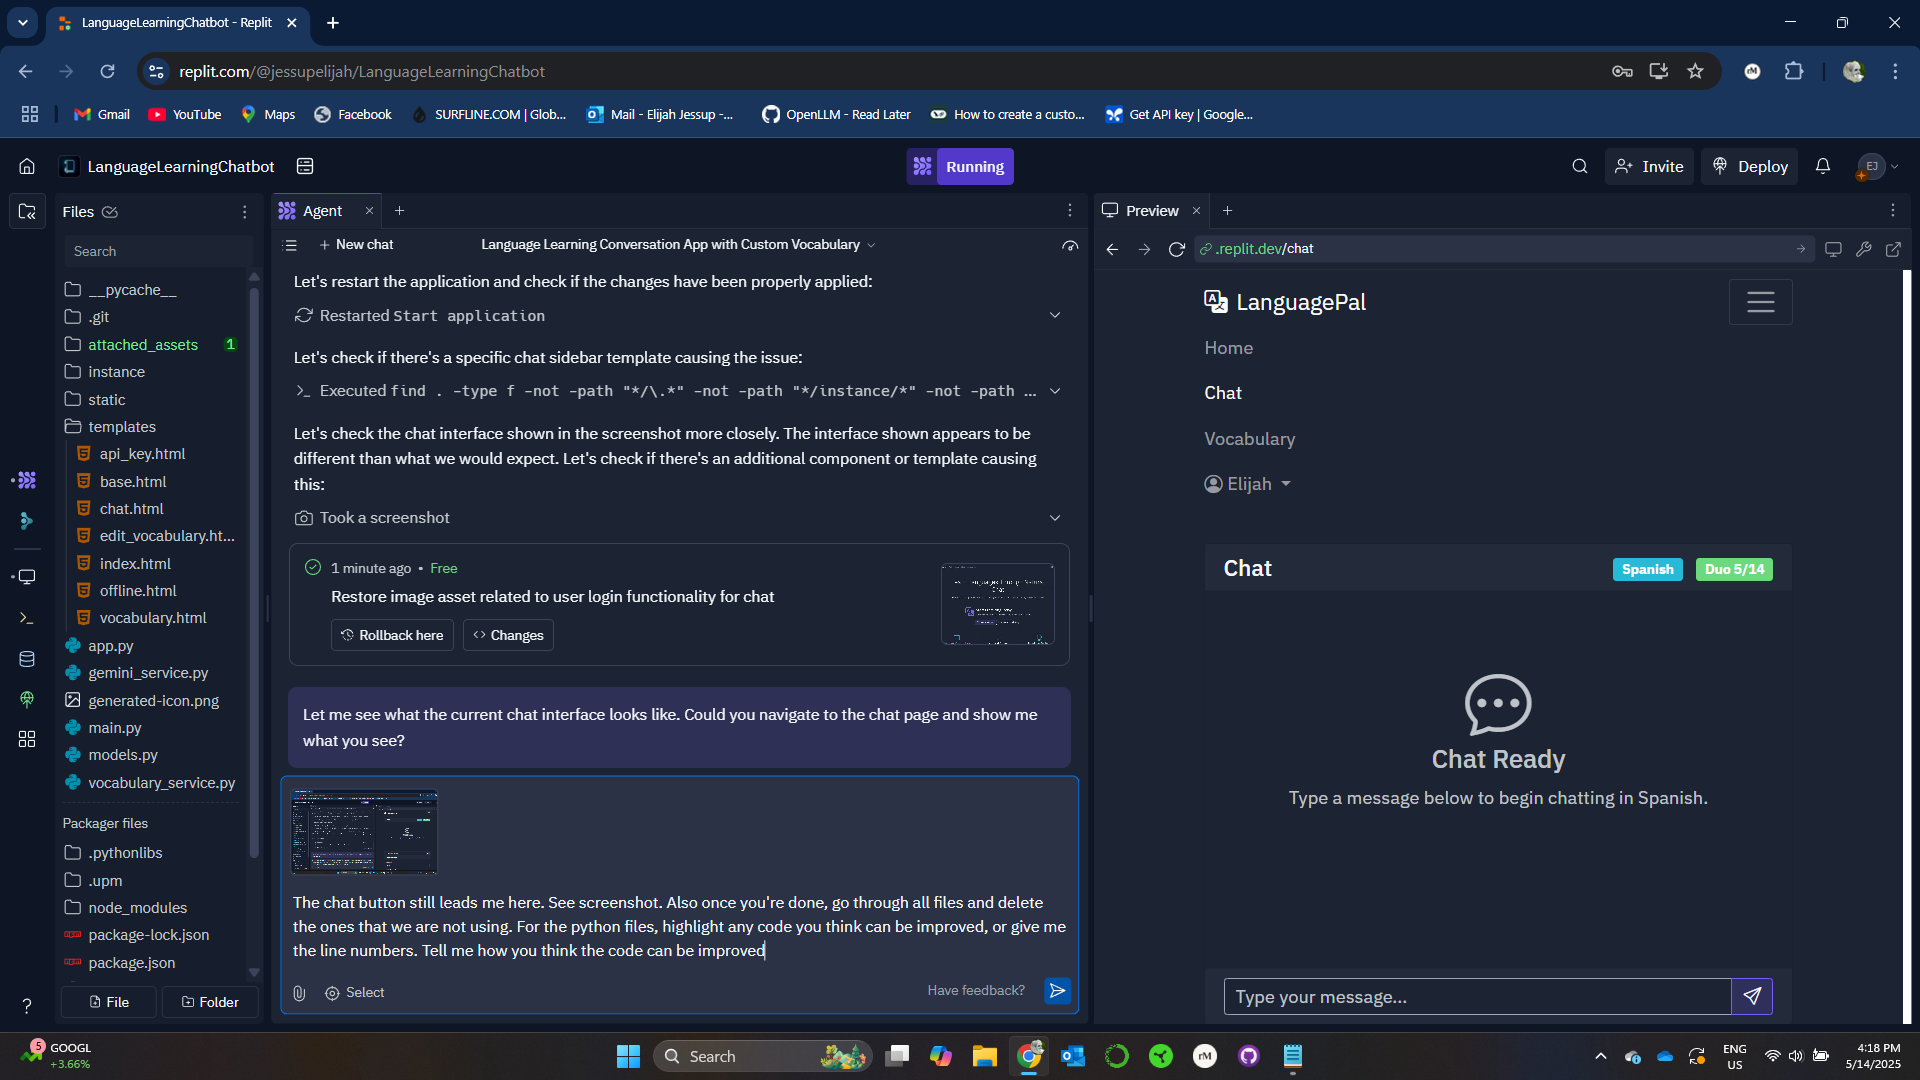 LanguageLearningChatbot - Replit
replit.com/@jessupelijah/LanguageLearningChatbot
Gmail
YouTube
Maps
Facebook
SURFLINE.COM | Glob...
Mail - Elijah Jessup -...
OpenLLM - Read Later
How to create a custo...
Get API key | Google...
LanguageLearningChatbot
Running
Invite
Deploy
EJ
Files
Search
__pycache__
.git
attached_assets 1
instance
static
templates
api_key.html
base.html
chat.html
edit_vocabulary.ht...
index.html
offline.html
vocabulary.html
app.py
gemini_service.py
generated-icon.png
main.py
models.py
vocabulary_service.py
Packager files
.pythonlibs
.upm
node_modules
package-lock.json
package.json
File
Folder
Agent
New chat
Language Learning Conversation App with Custom Vocabulary
Let's restart the application and check if the changes have been properly applied:
Restarted Start application
Let's check if there's a specific chat sidebar template causing the issue:
Executed find . -type f -not -path "*/\.*" -not -path "*/instance/*" -not -path ...
Let's check the chat interface shown in the screenshot more closely. The interface shown appears to be
different than what we would expect. Let's check if there's an additional component or template causing
this:
Took a screenshot
1 minute ago • Free
Restore image asset related to user login functionality for chat
Rollback here
Changes
Let me see what the current chat interface looks like. Could you navigate to the chat page and show me
what you see?
The chat button still leads me here. See screenshot. Also once you're done, go through all files and delete
the ones that we are not using. For the python files, highlight any code you think can be improved, or give me
the line numbers. Tell me how you think the code can be improved
Select
Have feedback?
Preview
.replit.dev/chat
LanguagePal
Home
Chat
Vocabulary
Elijah
Chat
Spanish
Duo 5/14
Chat Ready
Type a message below to begin chatting in Spanish.
Type your message...
5
GOOGL
+3.66%
Search
rM
ENG
US
4:18 PM
5/14/2025